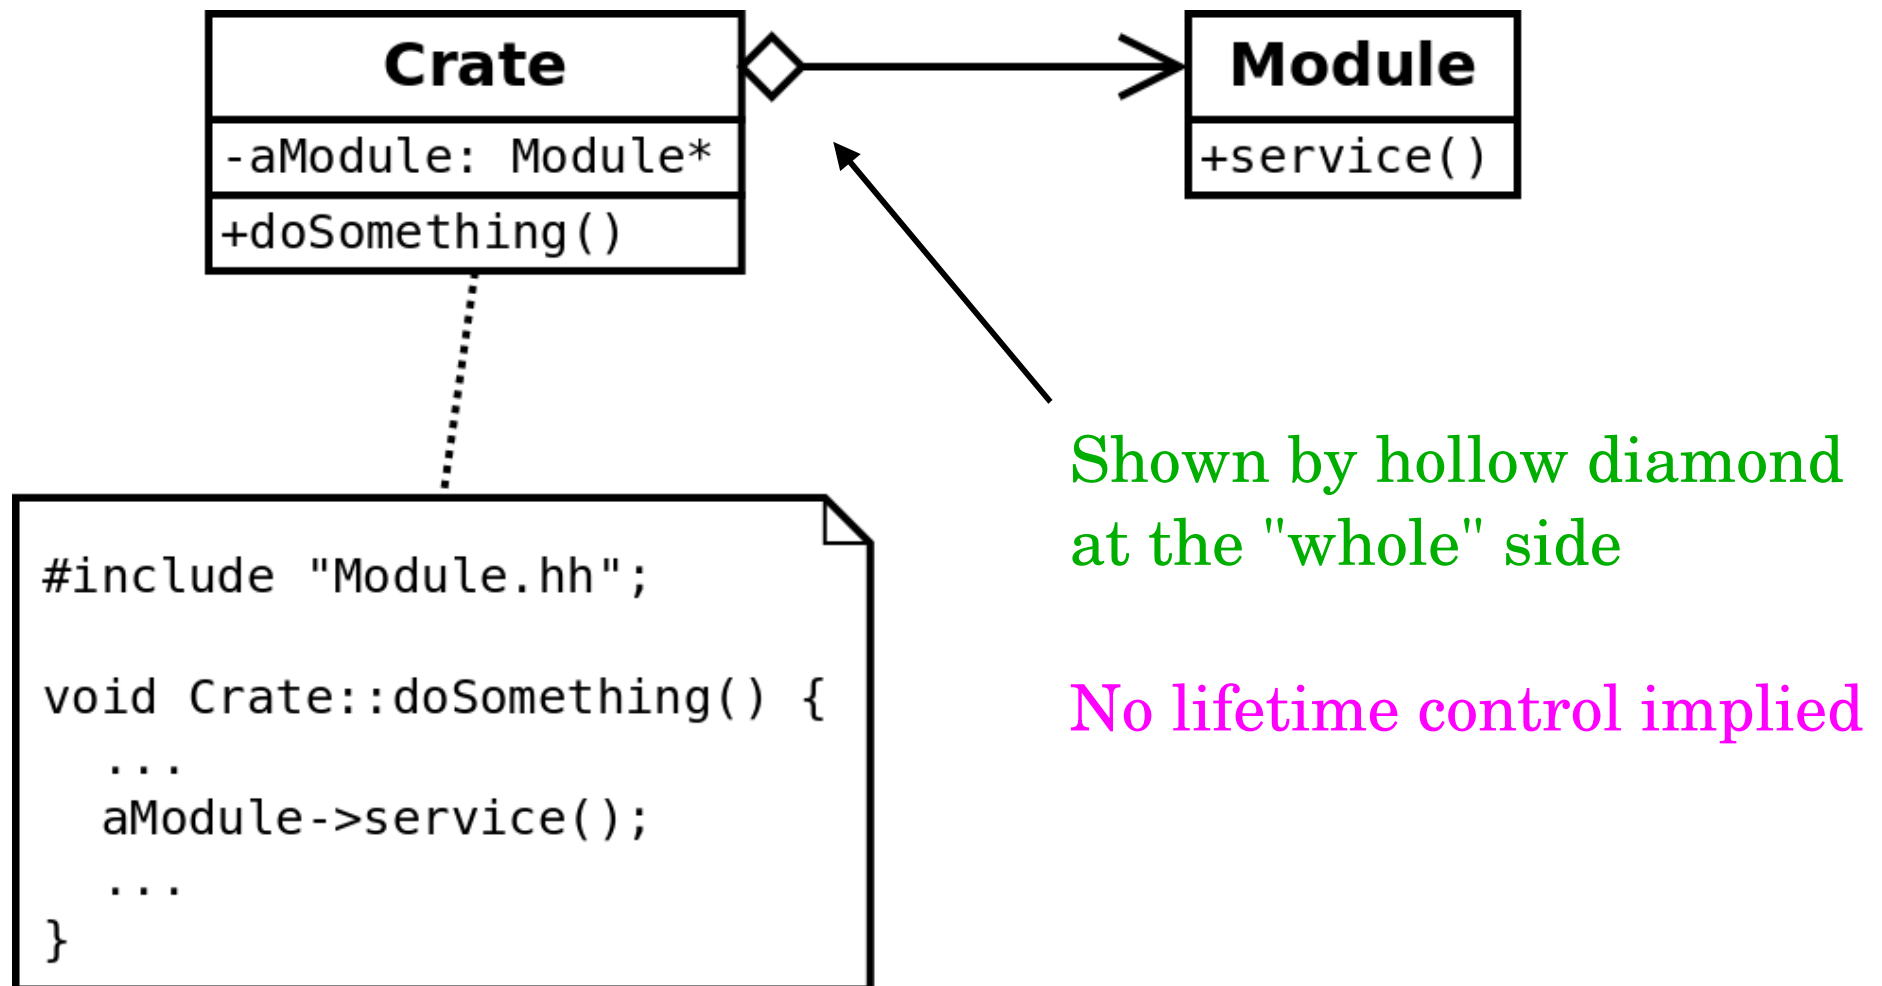 Crate
-aModule: Module*
+doSomething()
Module
+service()
Shown by hollow diamond
at the "whole" side
No lifetime control implied
#include "Module.hh";
void Crate::doSomething() {
...
aModule->service();
...
}